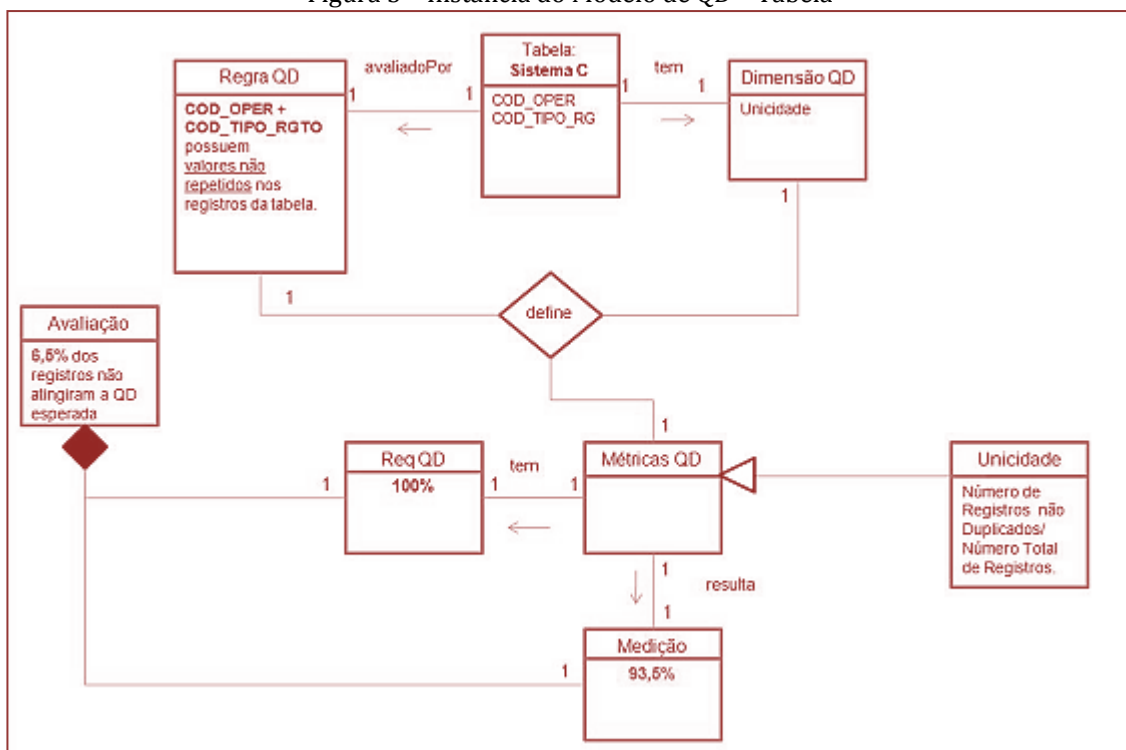 Figura 3 – Instância do Modelo de QD – Tabela
Regra QD
COD_OPER +
COD_TIPO_RGTO
possuem
valores não
repetidos nos
registros da tabela.
avaliadoPor
1
1
Tabela:
Sistema C
COD_OPER
COD_TIPO_RG
tem
1
1
Dimensão QD
Unicidade
1
1
define
Avaliação
6,5% dos
registros não
atingiram a QD
esperada
1
Req QD
100%
1
tem
1
1
Métricas QD
Unicidade
Número de
Registros não
Duplicados/
Número Total
de Registros.
1
resulta
1
1
Medição
93,5%